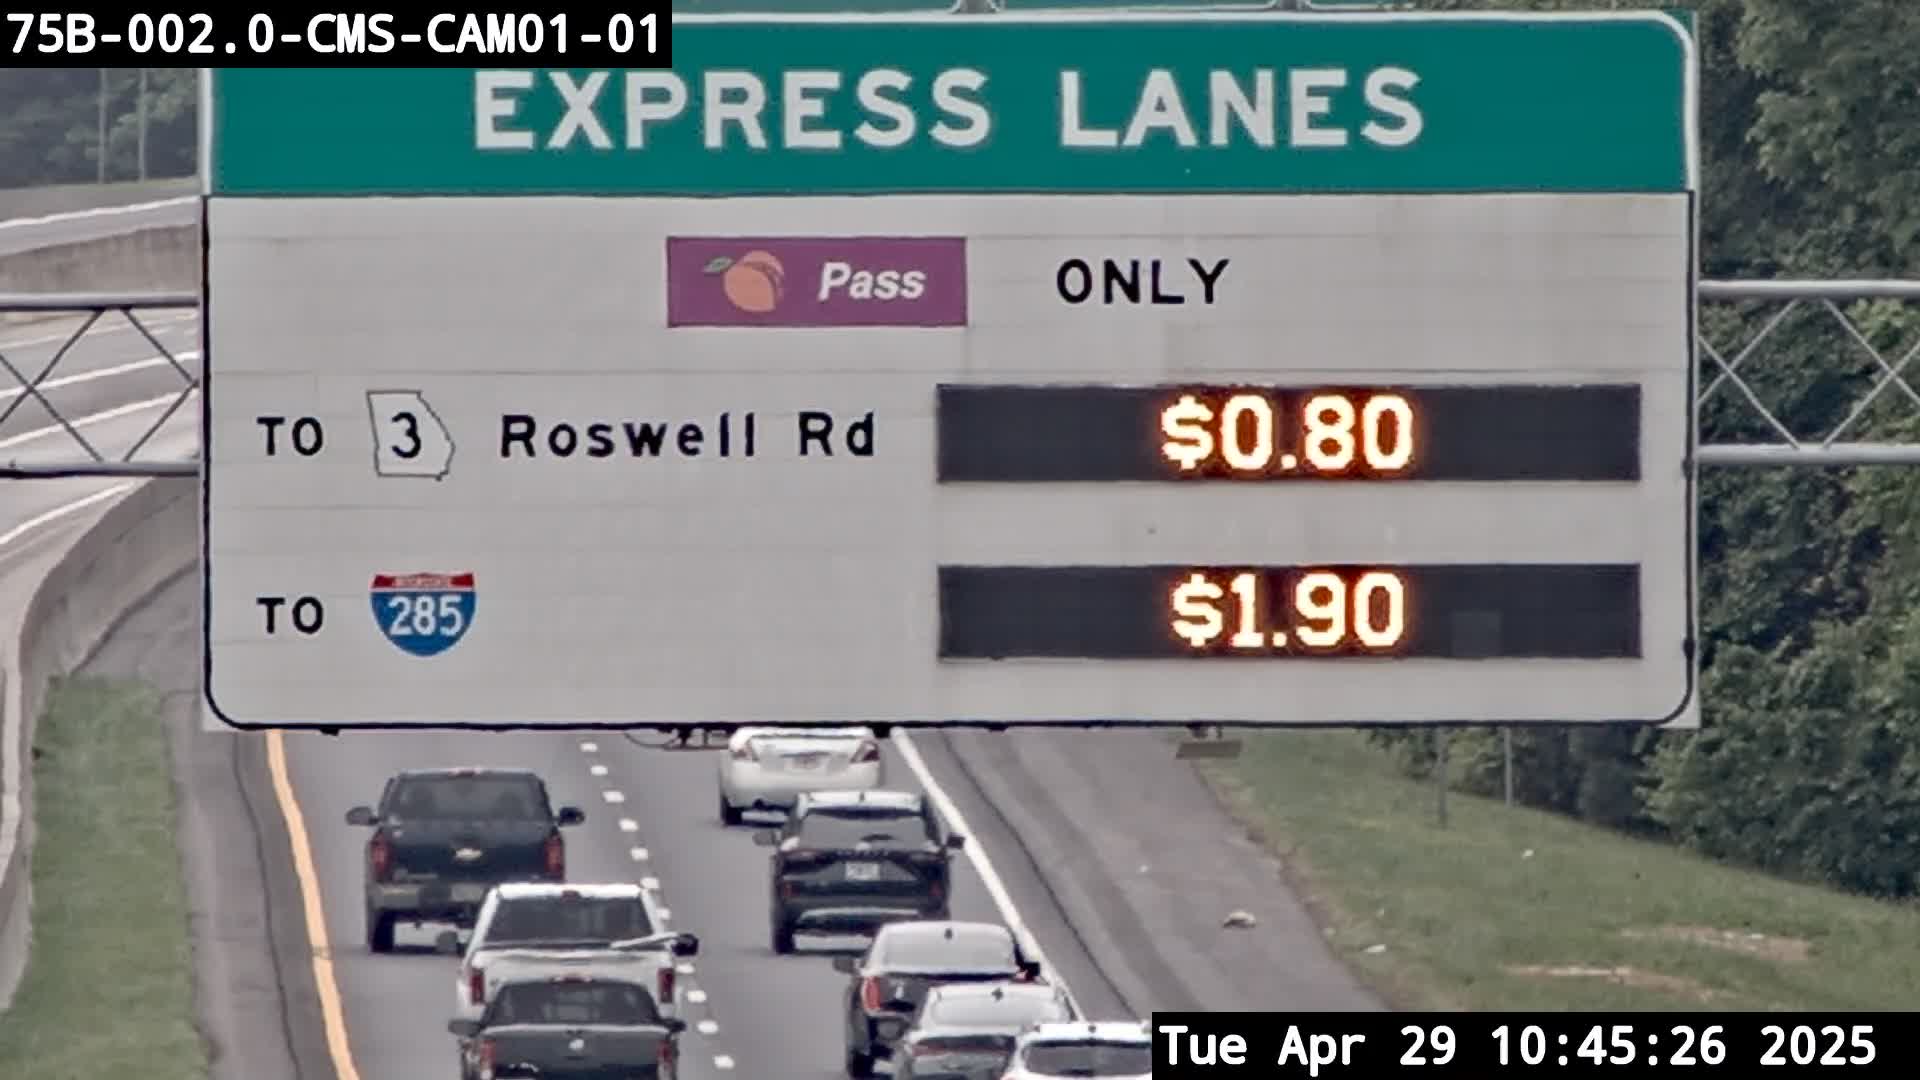 75B-002.0-CMS-CAM01-01
EXPRESS LANES
Pass ONLY
TO 3 Roswell Rd $0.80
TO 285 $1.90
Tue Apr 29 10:45:26 2025